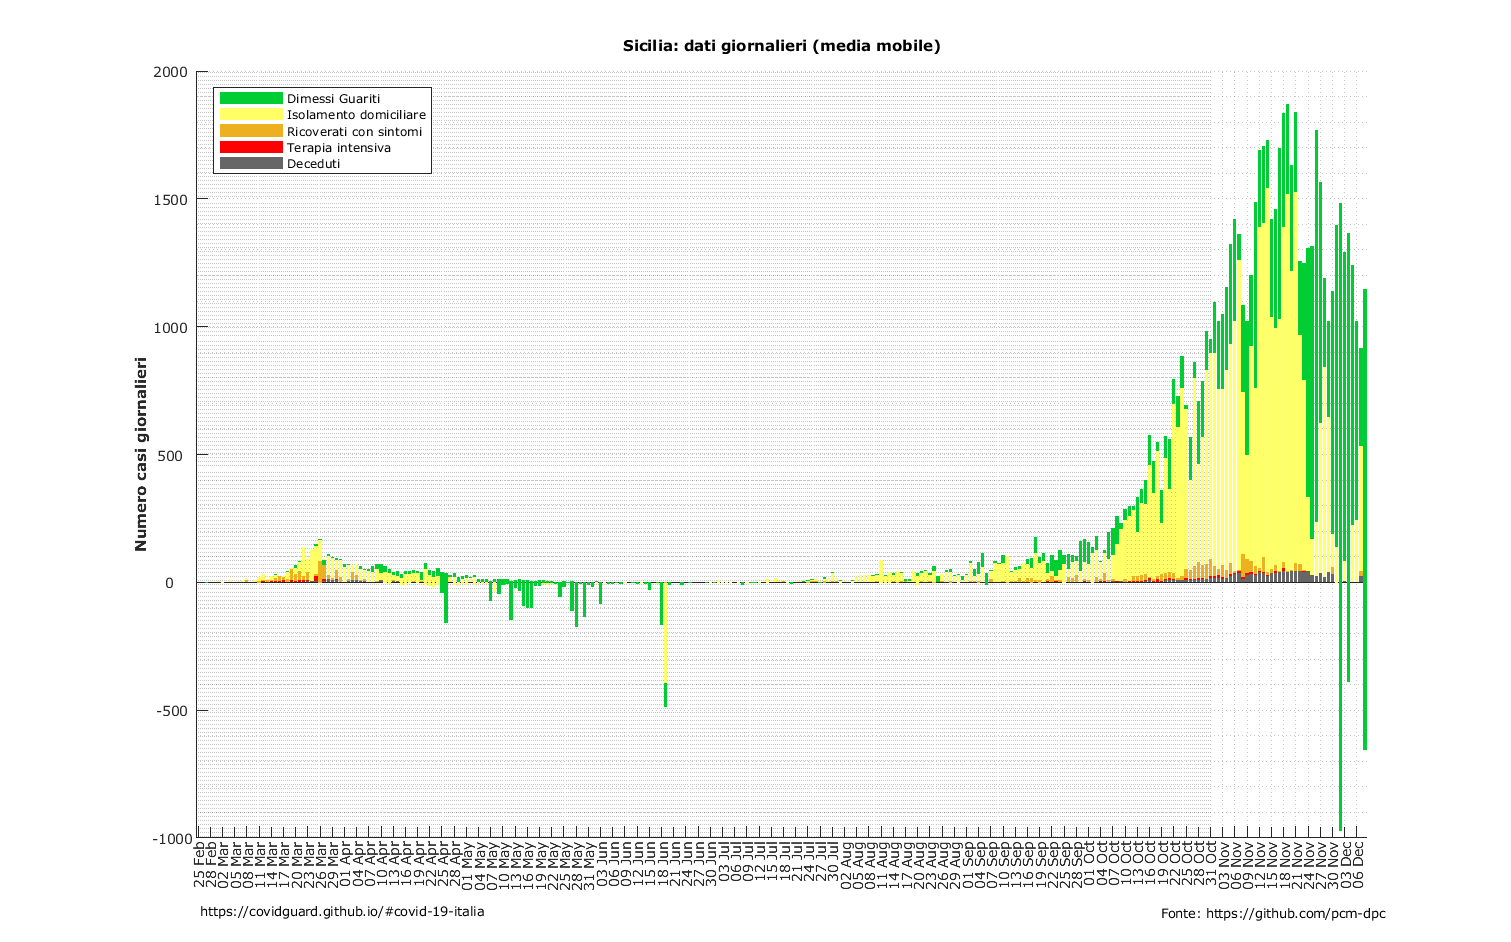 Sicilia: dati giornalieri (media mobile)
Dimessi Guariti
Isolamento domiciliare
Ricoverati con sintomi
Terapia intensiva
Deceduti
Numero casi giornalieri
2000
1500
1000
500
0
-500
-1000
25 Feb
28 Feb
02 Mar
05 Mar
08 Mar
11 Mar
14 Mar
17 Mar
20 Mar
23 Mar
26 Mar
29 Mar
01 Apr
04 Apr
07 Apr
10 Apr
13 Apr
16 Apr
19 Apr
22 Apr
25 Apr
28 Apr
01 May
04 May
07 May
10 May
13 May
16 May
19 May
22 May
25 May
28 May
31 May
03 Jun
06 Jun
09 Jun
12 Jun
15 Jun
18 Jun
21 Jun
24 Jun
27 Jun
30 Jun
03 Jul
06 Jul
09 Jul
12 Jul
15 Jul
18 Jul
21 Jul
24 Jul
27 Jul
30 Jul
02 Aug
05 Aug
08 Aug
11 Aug
14 Aug
17 Aug
20 Aug
23 Aug
26 Aug
29 Aug
01 Sep
04 Sep
07 Sep
10 Sep
13 Sep
16 Sep
19 Sep
22 Sep
25 Sep
28 Sep
01 Oct
04 Oct
07 Oct
10 Oct
13 Oct
16 Oct
19 Oct
22 Oct
25 Oct
28 Oct
31 Oct
03 Nov
06 Nov
09 Nov
12 Nov
15 Nov
18 Nov
21 Nov
24 Nov
27 Nov
30 Nov
03 Dec
06 Dec
https://covidguard.github.io/#covid-19-italia
Fonte: https://github.com/pcm-dpc